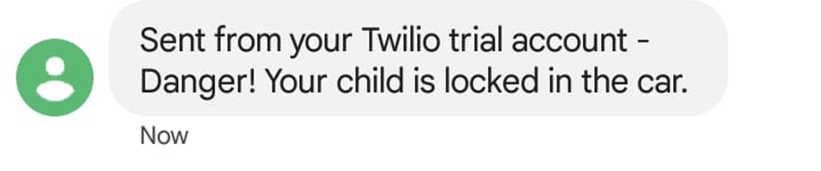 Sent from your Twilio trial account -
Danger! Your child is locked in the car.
Now